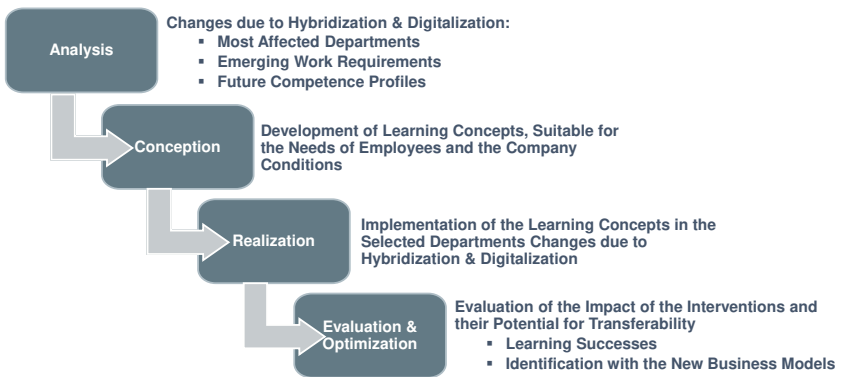 Analysis
Changes due to Hybridization & Digitalization:
▪ Most Affected Departments
▪ Emerging Work Requirements
▪ Future Competence Profiles
Conception
Development of Learning Concepts, Suitable for
the Needs of Employees and the Company
Conditions
Realization
Implementation of the Learning Concepts in the
Selected Departments Changes due to
Hybridization & Digitalization
Evaluation &
Optimization
Evaluation of the Impact of the Interventions and
their Potential for Transferability
▪ Learning Successes
▪ Identification with the New Business Models